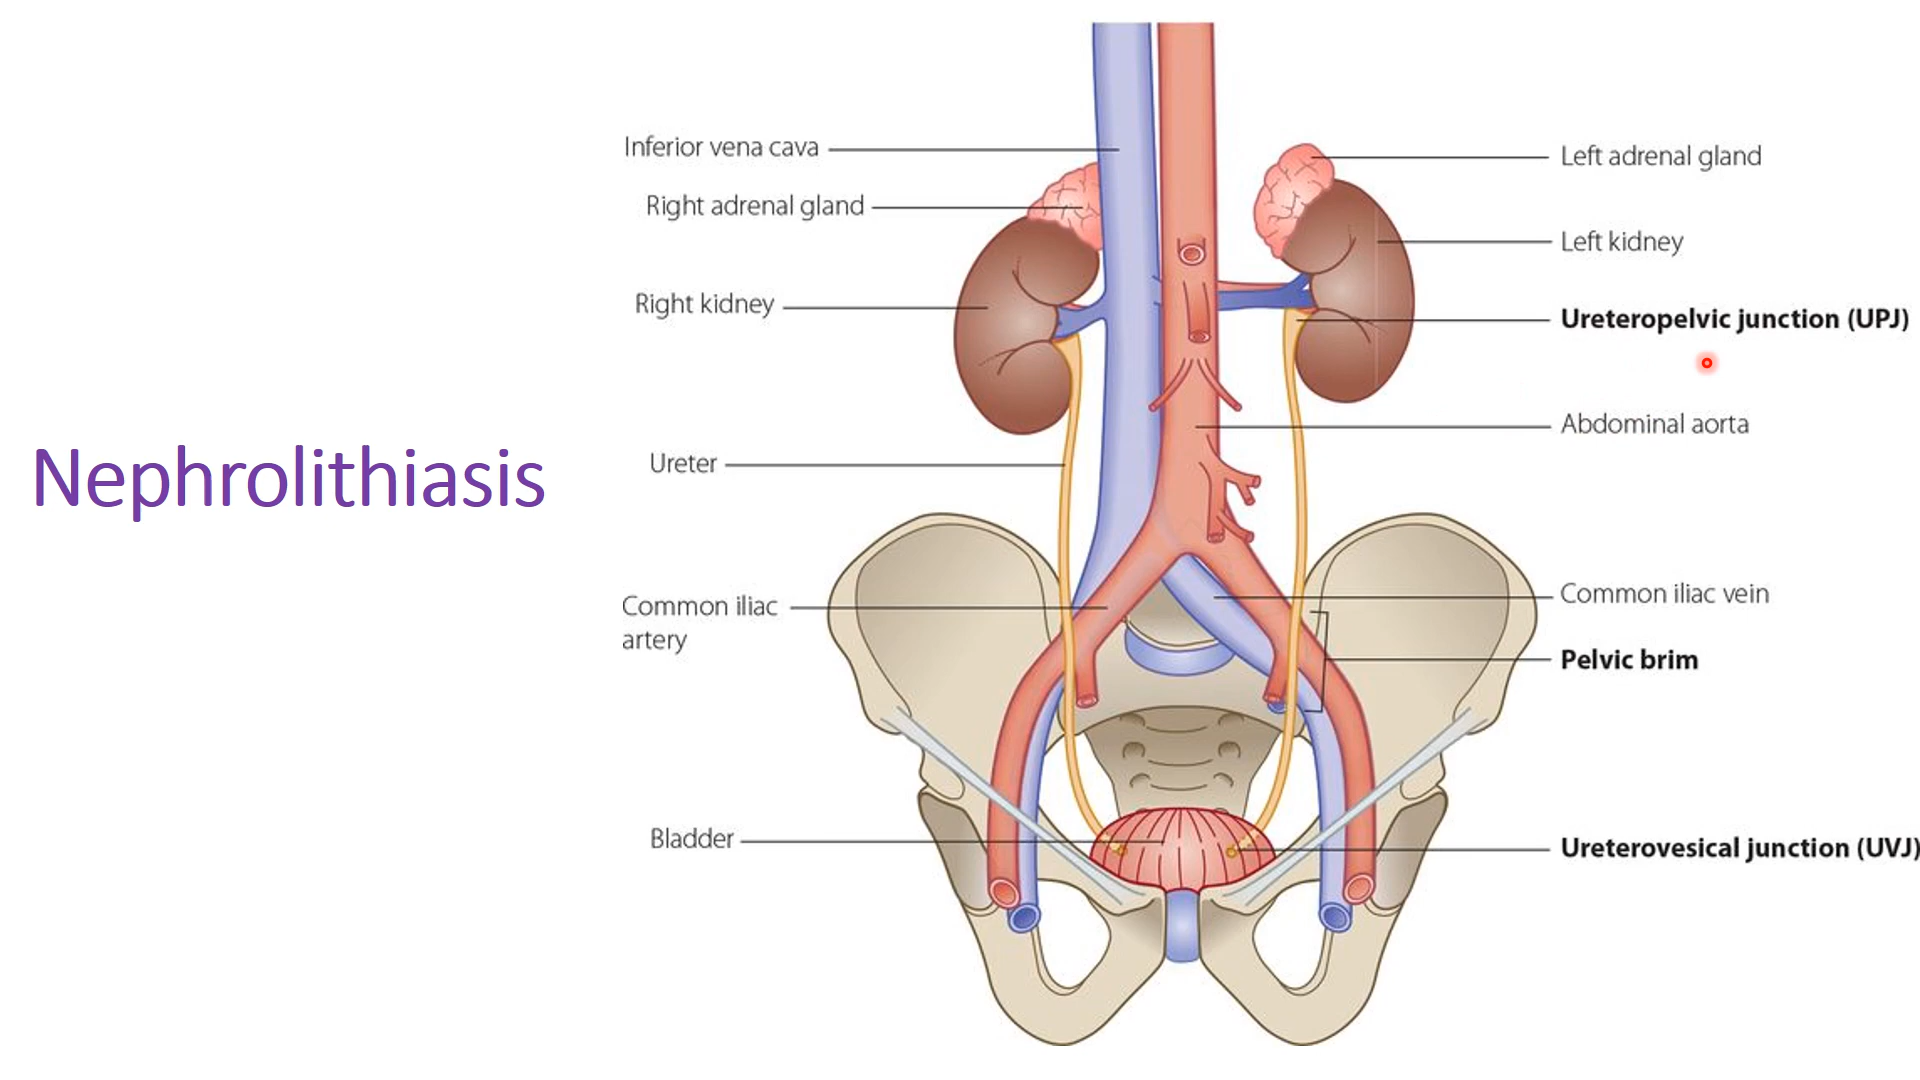 Nephrolithiasis
Inferior vena cava
Right adrenal gland
Right kidney
Ureter
Common iliac
artery
Bladder
Left adrenal gland
Left kidney
Ureteropelvic junction (UPJ)
Abdominal aorta
Common iliac vein
Pelvic brim
Ureterovesical junction (UVJ)